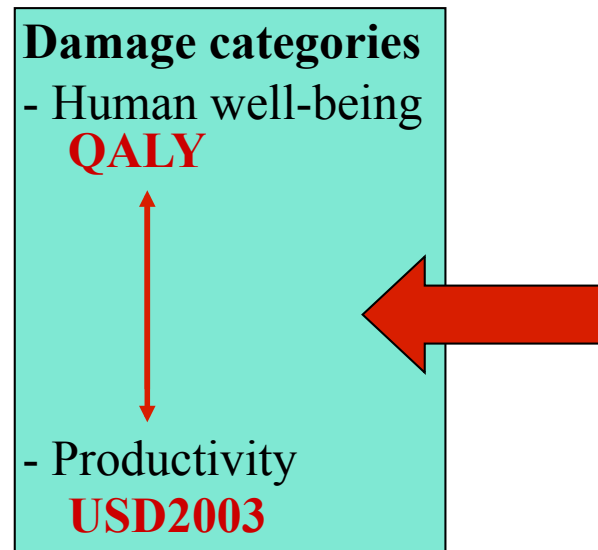 Damage categories
- Human well-being
QALY
- Productivity
USD2003